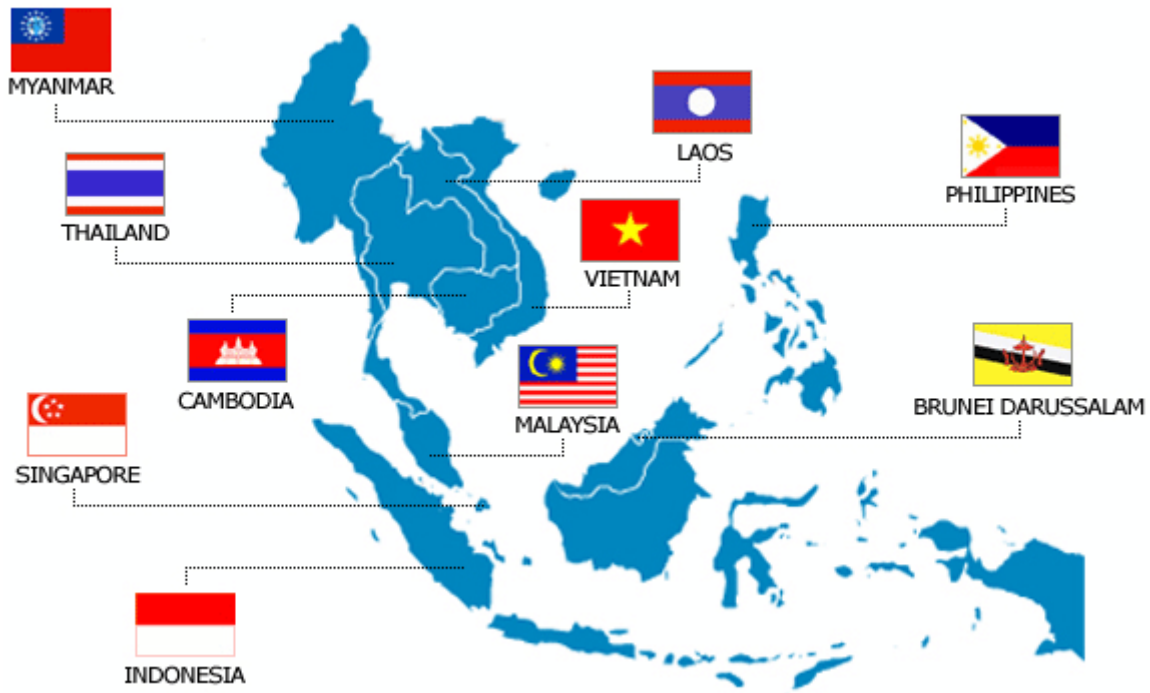 MYANMAR
LAOS
PHILIPPINES
THAILAND
VIETNAM
CAMBODIA
MALAYSIA
BRUNEI DARUSSALAM
SINGAPORE
INDONESIA